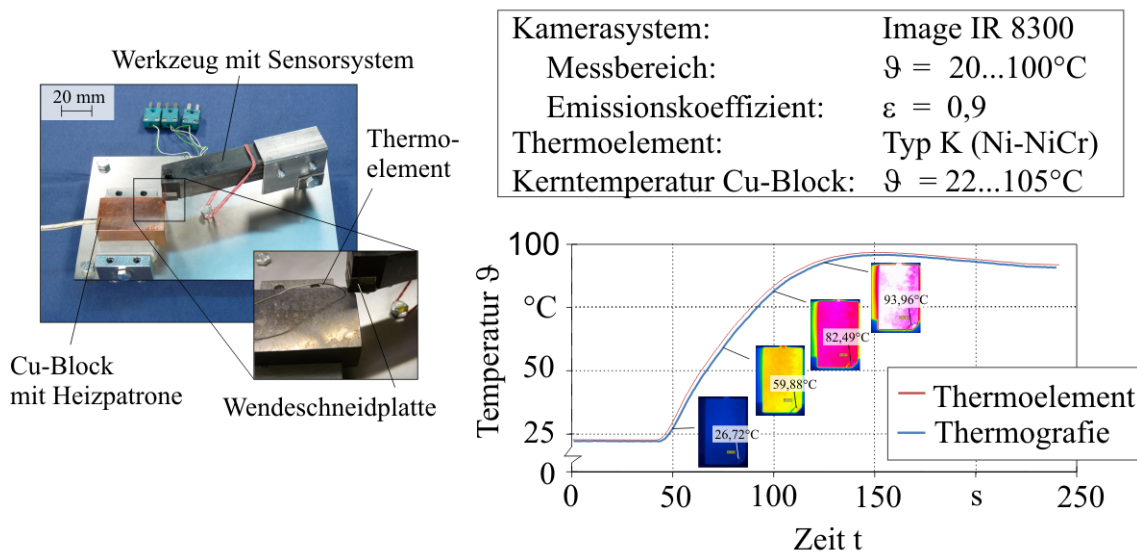 Werkzeug mit Sensorsystem
20 mm
Thermo-
element
Cu-Block
mit Heizpatrone
Wendeschneidplatte
Kamerasystem: Image IR 8300
Messbereich: ϑ = 20...100°C
Emissionskoeffizient: ε = 0,9
Thermoelement: Typ K (Ni-NiCr)
Kerntemperatur Cu-Block: ϑ = 22...105°C
Temperatur ϑ
100
°C
50
25
0
93,96°C
82,49°C
59,88°C
26,72°C
Thermoelement
Thermografie
0 50 100 150 s 250
Zeit t